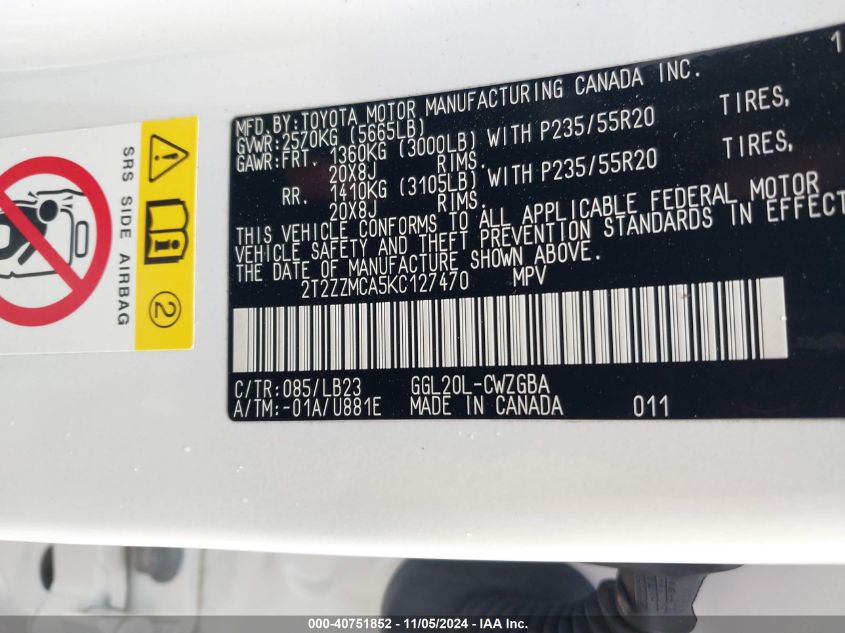 SRS SIDE AIRBAG
2
1
MFD.BY:TOYOTA MOTOR MANUFACTURING CANADA INC.
GVWR:2570KG (5665LB)
GAWR:FRT. 1360KG (3000LB) WITH P235/55R20 TIRES,
20X8J RIMS.
RR. 1410KG (3105LB) WITH P235/55R20 TIRES,
20X8J RIMS.
THIS VEHICLE CONFORMS TO ALL APPLICABLE FEDERAL MOTOR
VEHICLE SAFETY AND THEFT PREVENTION STANDARDS IN EFFECT
THE DATE OF MANUFACTURE SHOWN ABOVE.
2T2ZZMCA5KC127470 MPV
C/TR:085/LB23 GGL20L-CWZGBA
A/TM:-01A/U881E MADE IN CANADA 011
000-40751852 - 11/05/2024 - IAA Inc.